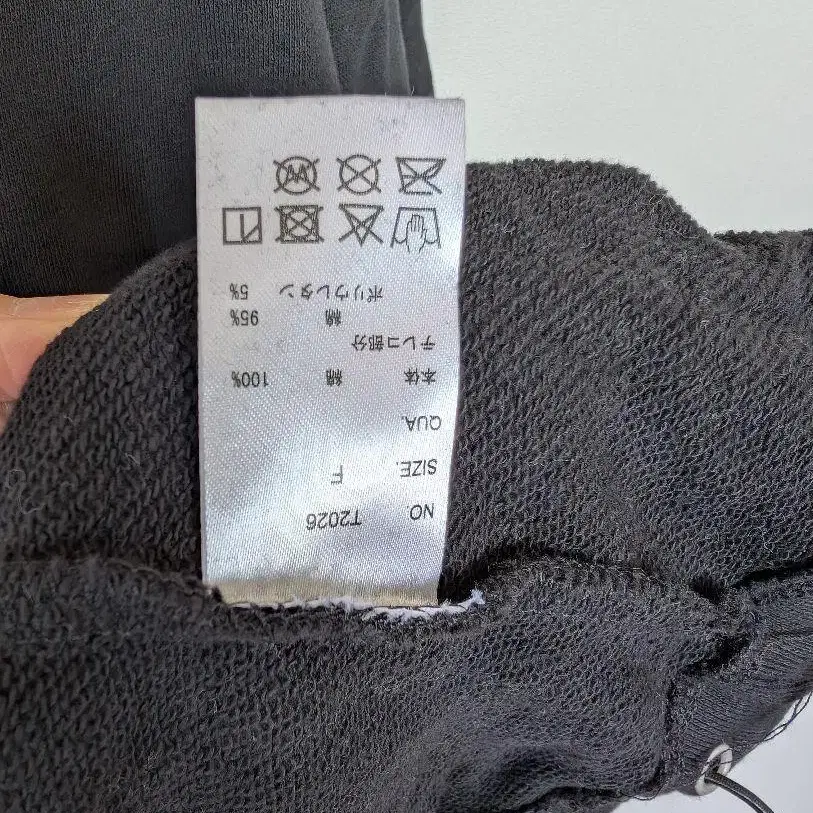 NO. T2026
SIZE. F
QUA.
本体 綿 100%
テレコ部分
綿 95%
ポリウレタン 5%